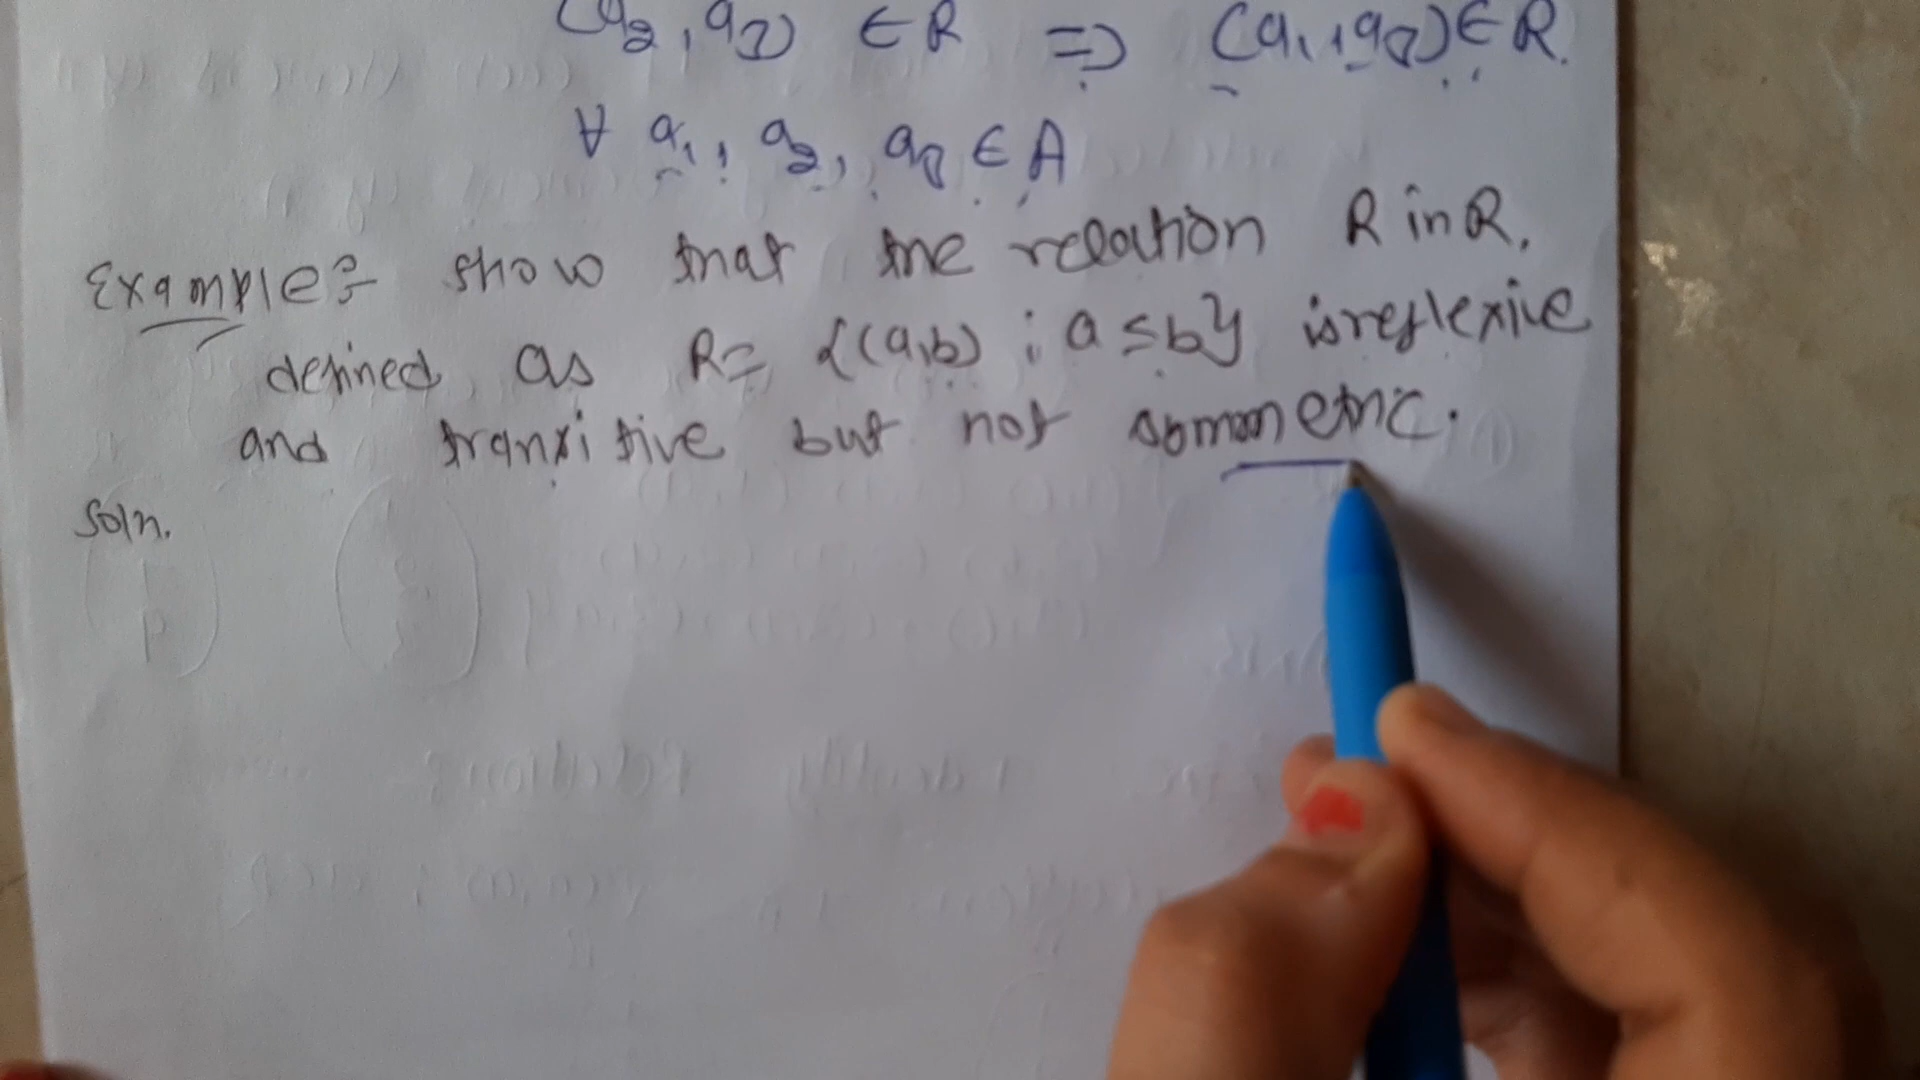 (a2, a3) ∈ R ⇒ (a1, a3) ∈ R.
∀ a1, a2, a3 ∈ A
Example:- show that the relation R in R,
defined as R = {(a,b) : a ≤ b} is reflexive
and tranxitive but not symmetric.
Soln.